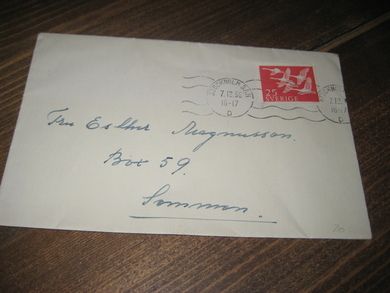 7.12.56
16-17
D
25
SVERIGE
Fru Esther Magnusson.
Box 59.
Sommen.